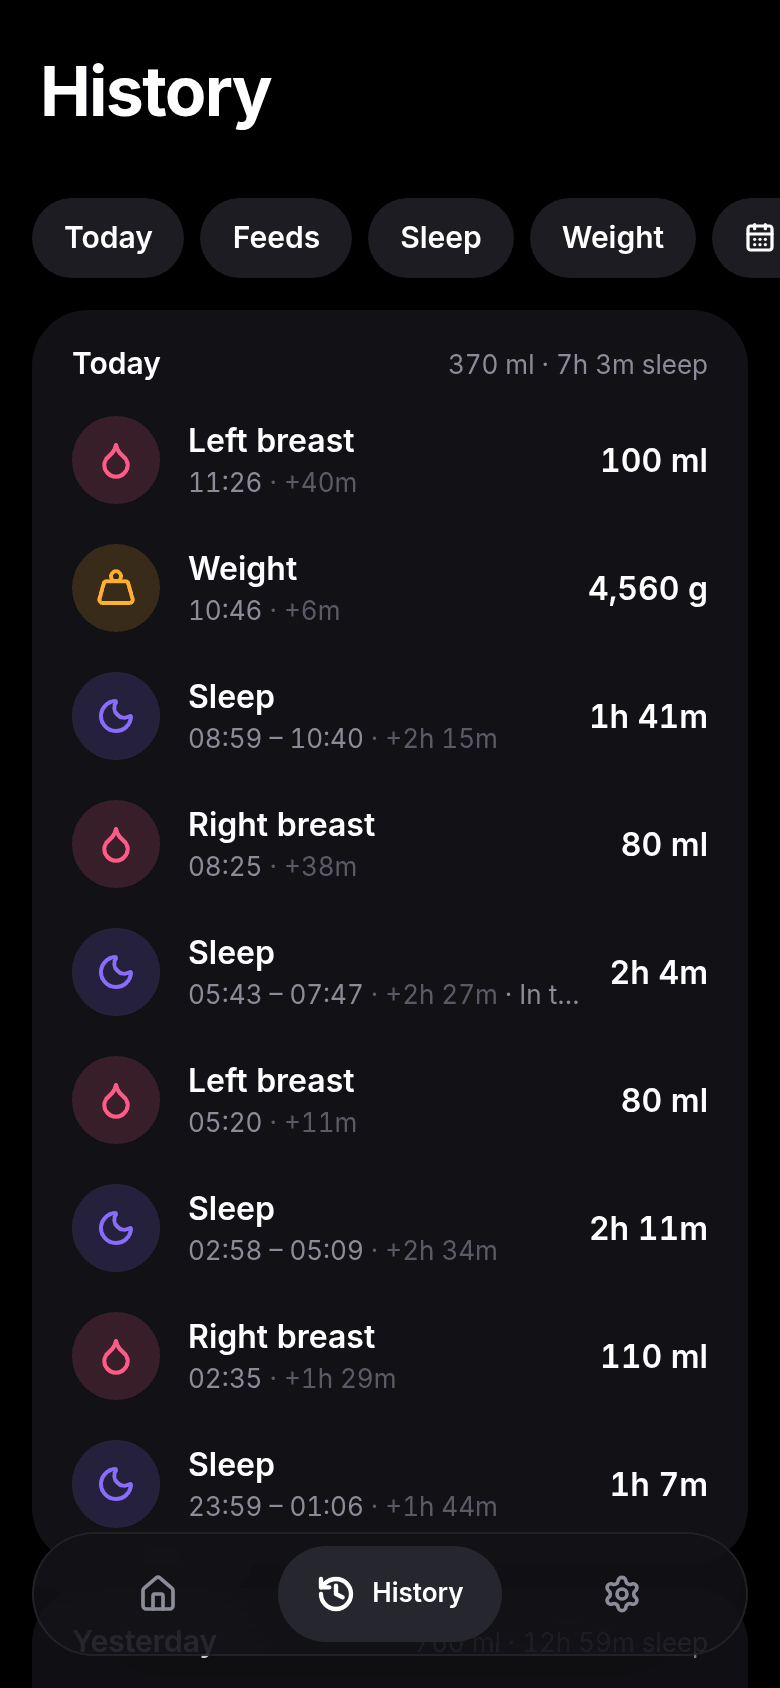 History
Today Feeds Sleep Weight
Today 370 ml · 7h 3m sleep
Left breast
11:26 · +40m
100 ml
Weight
10:46 · +6m
4,560 g
Sleep
08:59 – 10:40 · +2h 15m
1h 41m
Right breast
08:25 · +38m
80 ml
Sleep
05:43 – 07:47 · +2h 27m · In t...
2h 4m
Left breast
05:20 · +11m
80 ml
Sleep
02:58 – 05:09 · +2h 34m
2h 11m
Right breast
02:35 · +1h 29m
110 ml
Sleep
23:59 – 01:06 · +1h 44m
1h 7m
History
Yesterday 760 ml · 12h 59m sleep